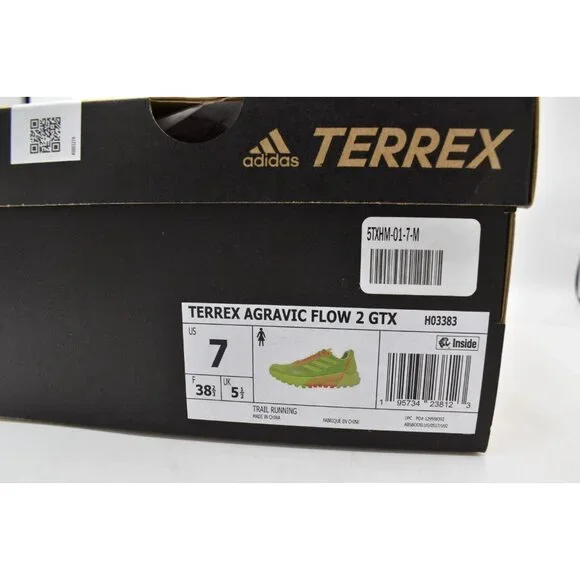 adidas TERREX
5TXHM-01-7-M
TERREX AGRAVIC FLOW 2 GTX H03383
US 7
F 38⅔ UK 5½
Inside
TRAIL RUNNING
MADE IN CHINA FABRIQUE EN CHINE
1 95734 23812 3